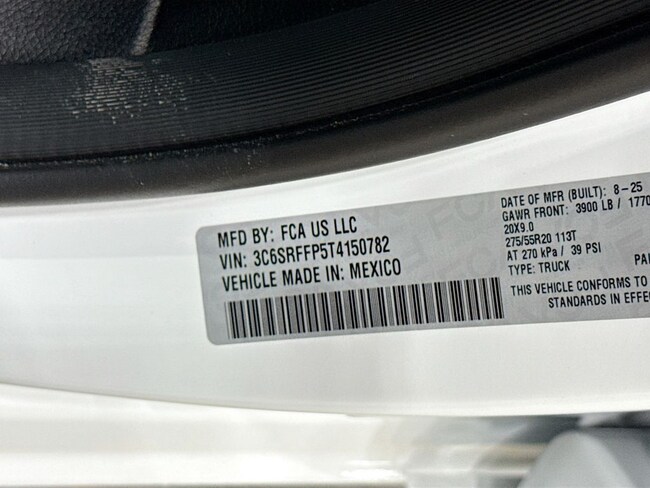 MFD BY: FCA US LLC
VIN: 3C6SRFFP5T4150782
VEHICLE MADE IN: MEXICO
DATE OF MFR (BUILT): 8-25
GAWR FRONT: 3900 LB / 1770
20X9.0
275/55R20 113T
AT 270 kPa / 39 PSI
TYPE: TRUCK
THIS VEHICLE CONFORMS TO
STANDARDS IN